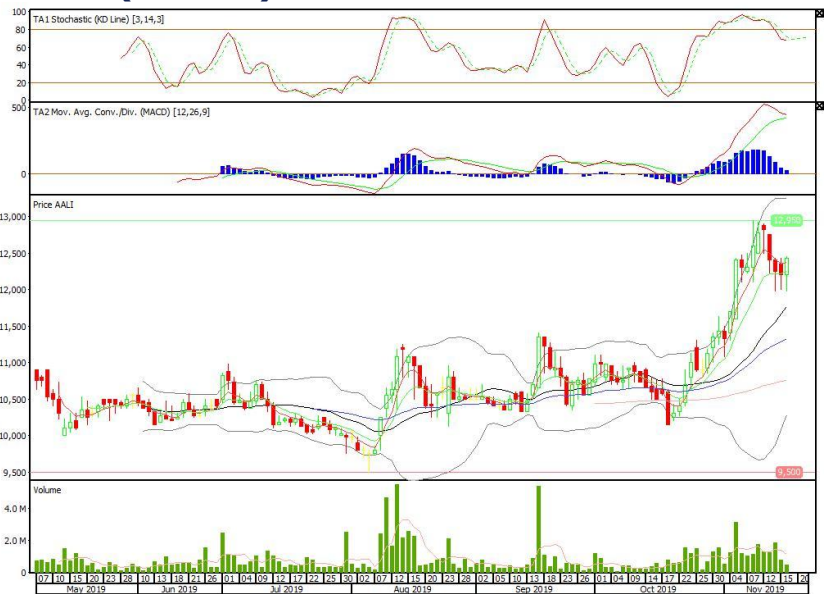 TA1 Stochastic (KD Line) [3,14,3]
100
80
60
40
20
0
TA2 Mov. Avg. Conv./Div. (MACD) [12,26,9]
500
0
Price AALI
13,000
12,950
12,500
12,000
11,500
11,000
10,500
10,000
9,500
9,500
Volume
4.0 M
2.0 M
0
07 10 15 20 23 28 10 13 18 21 26 01 04 09 12 17 22 25 30 02 07 12 15 20 23 28 02 05 10 13 18 23 26 01 04 09 14 17 22 25 30 04 07 12 15 20
May 2019 Jun 2019 Jul 2019 Aug 2019 Sep 2019 Oct 2019 Nov 2019